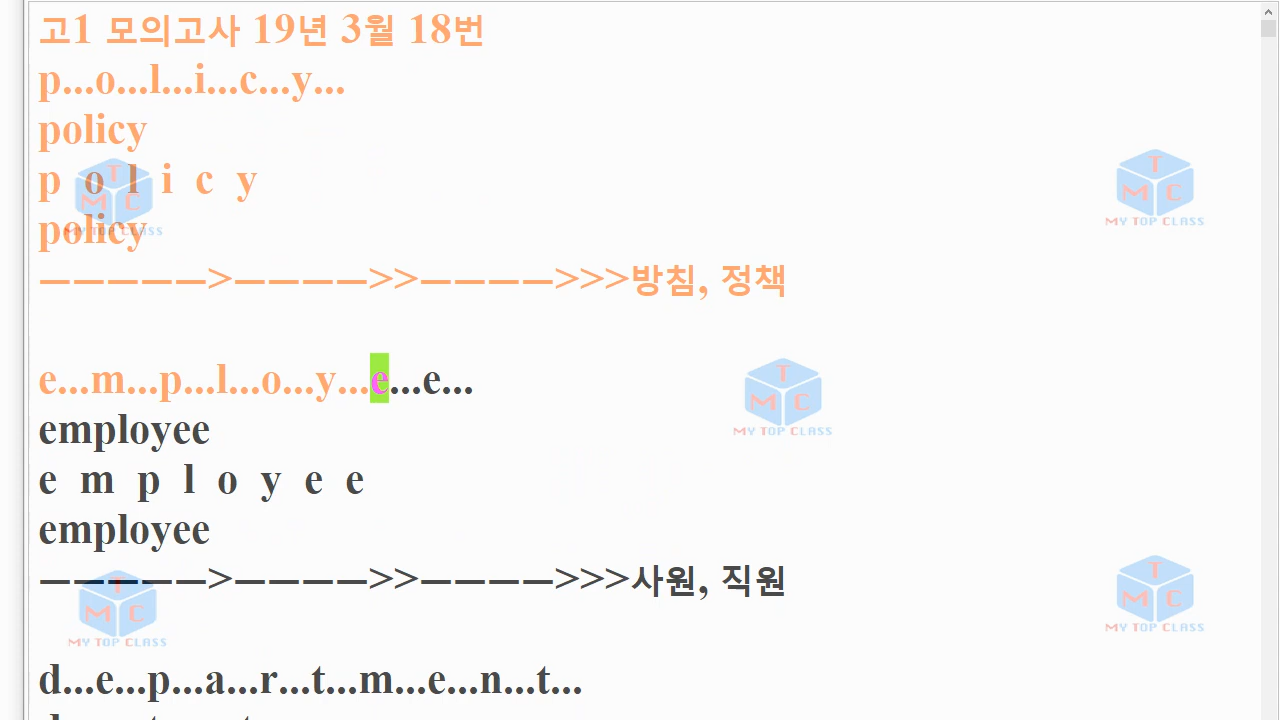 고1 모의고사 19년 3월 18번
p...o...l...i...c...y...
policy
p o l i c y
policy
—————>————>>————>>>방침, 정책
e...m...p...l...o...y...e...e...
employee
e m p l o y e e
employee
—————>————>>————>>>사원, 직원
d...e...p...a...r...t...m...e...n...t...
T M C
MY TOP CLASS
T M C
MY TOP CLASS
T M C
MY TOP CLASS
T M C
MY TOP CLASS
T M C
MY TOP CLASS